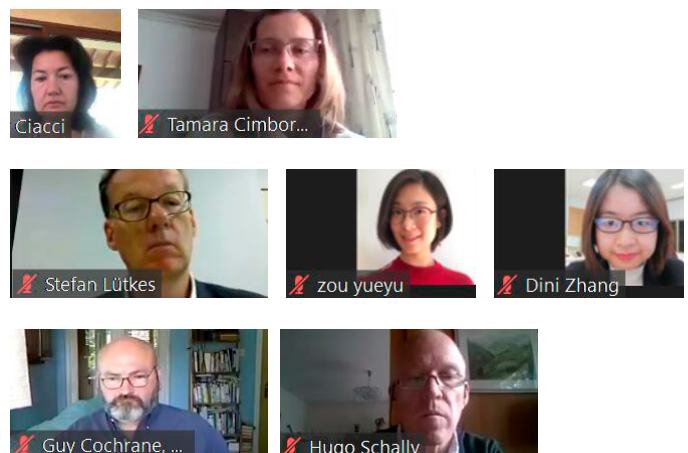 Ciacci
Tamara Cimbor...
Stefan Lütkes
zou yueyu
Dini Zhang
Guy Cochrane, ...
Hugo Schally